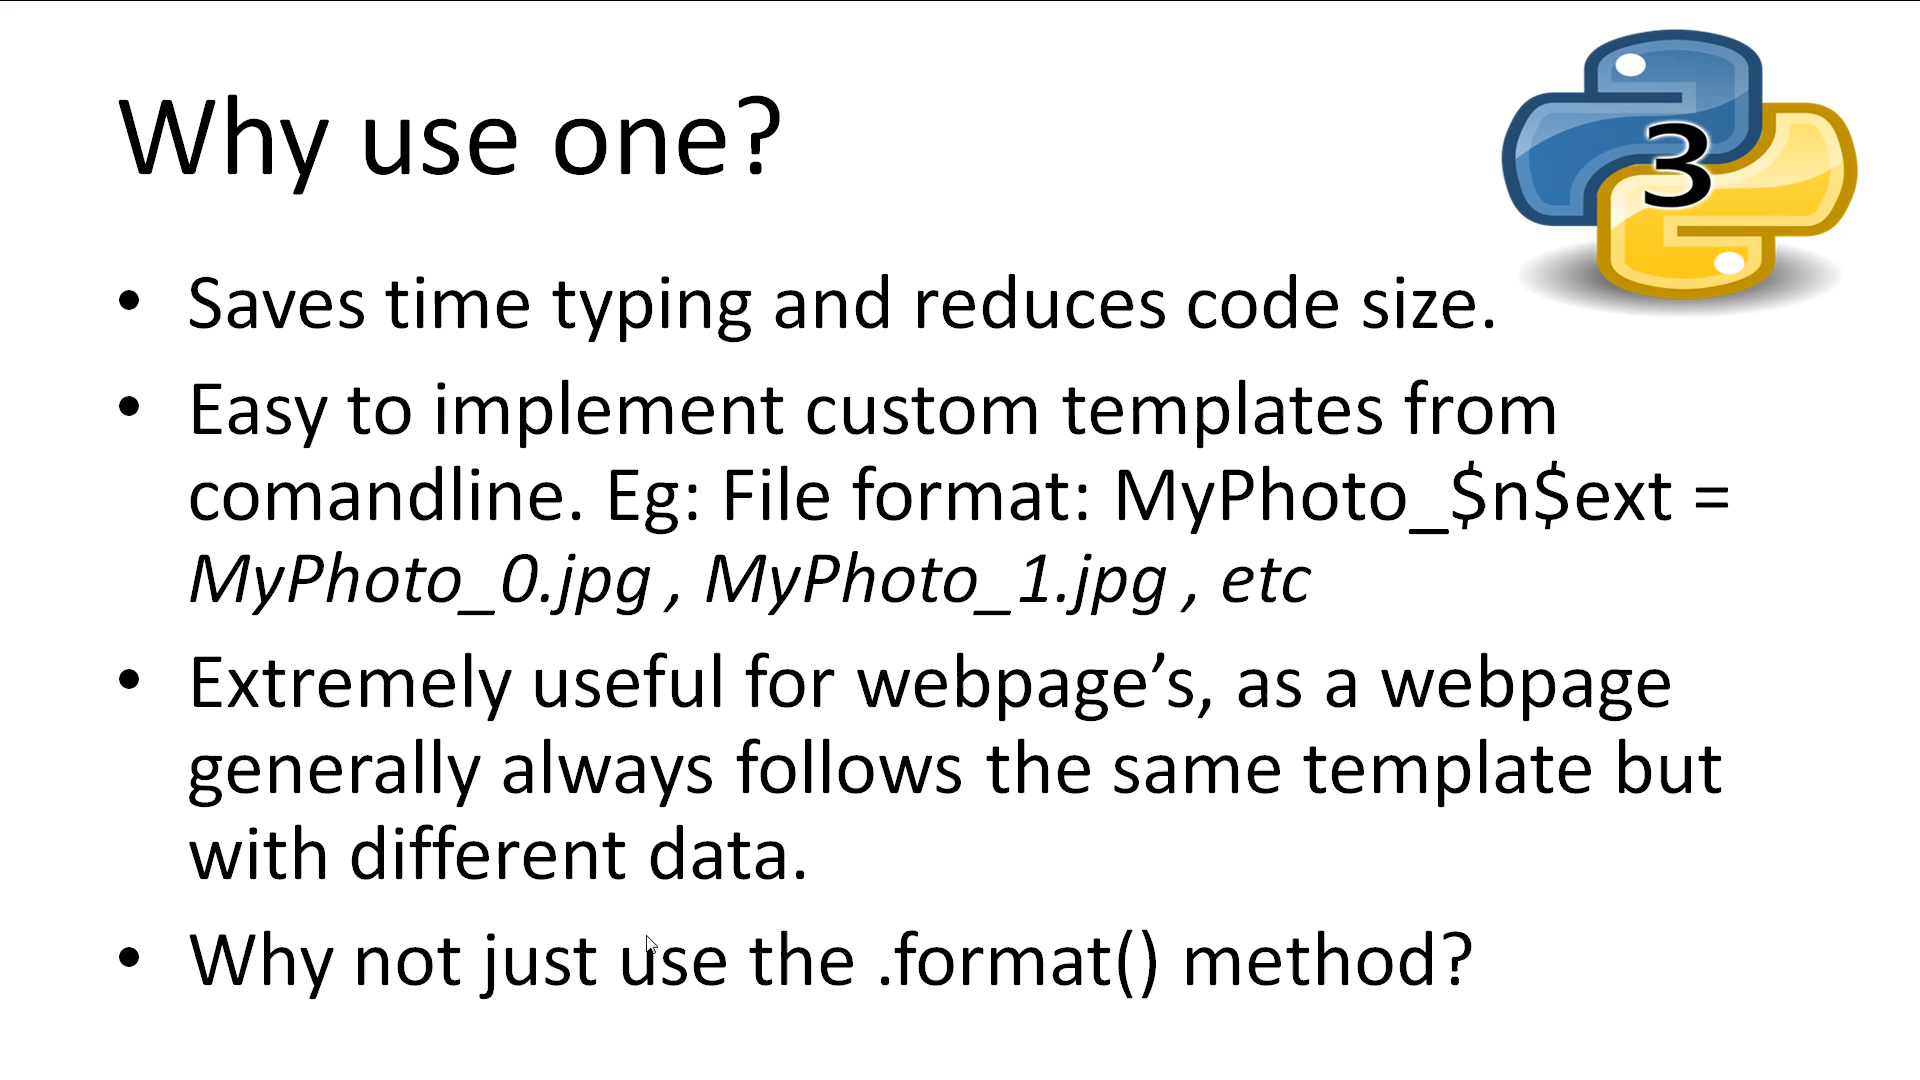 Why use one?
3
• Saves time typing and reduces code size.
• Easy to implement custom templates from
comandline. Eg: File format: MyPhoto_$n$ext =
MyPhoto_0.jpg , MyPhoto_1.jpg , etc
• Extremely useful for webpage’s, as a webpage
generally always follows the same template but
with different data.
• Why not just use the .format() method?